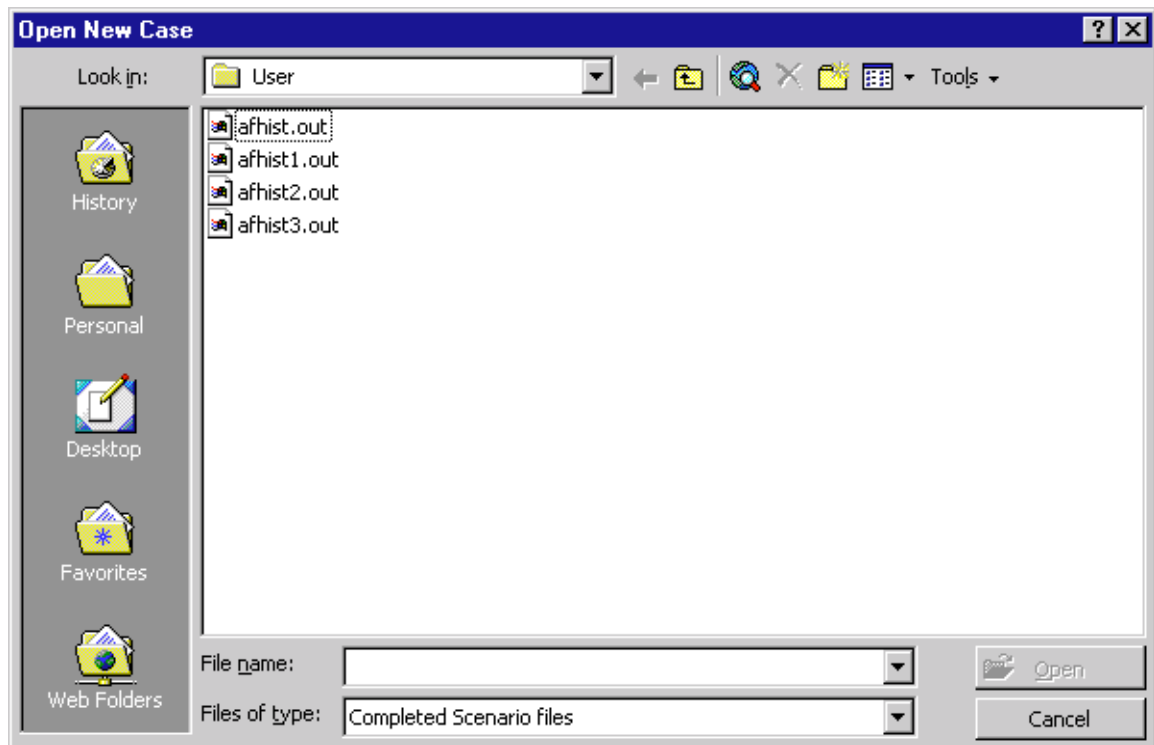 Open New Case
Look in: User Tools
afhist.out
afhist1.out
afhist2.out
afhist3.out
History
Personal
Desktop
Favorites
Web Folders
File name: Open
Files of type: Completed Scenario files Cancel